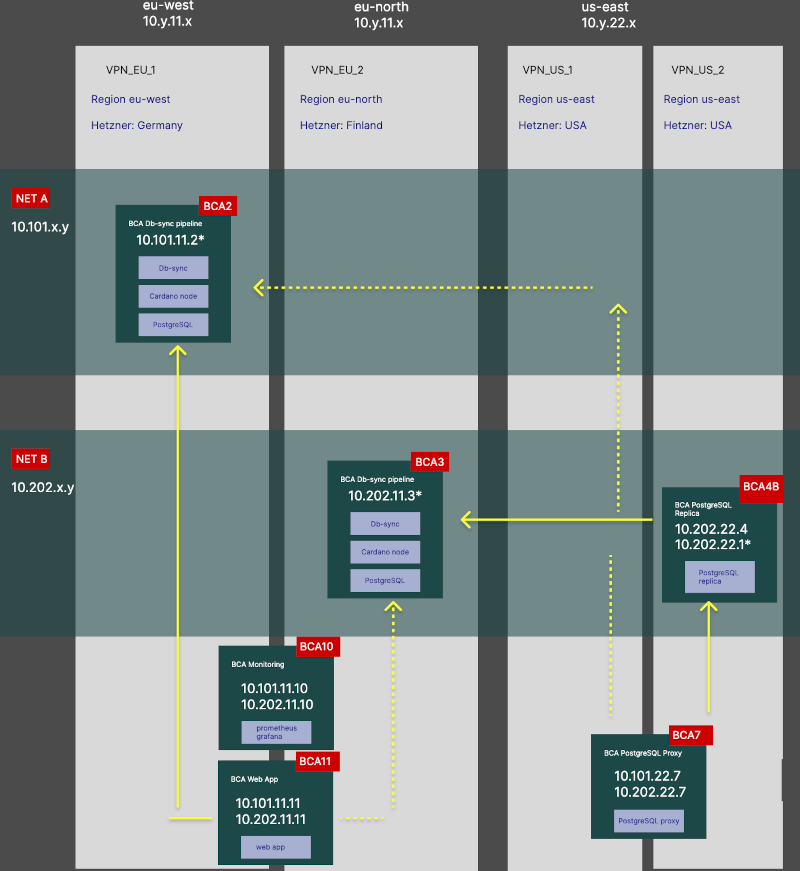 eu-west
10.y.11.x
eu-north
10.y.11.x
us-east
10.y.22.x
VPN_EU_1
Region eu-west
Hetzner: Germany
VPN_EU_2
Region eu-north
Hetzner: Finland
VPN_US_1
Region us-east
Hetzner: USA
VPN_US_2
Region us-east
Hetzner: USA
NET A
10.101.x.y
BCA2
BCA Db-sync pipeline
10.101.11.2*
Db-sync
Cardano node
PostgreSQL
NET B
10.202.x.y
BCA3
BCA Db-sync pipeline
10.202.11.3*
Db-sync
Cardano node
PostgreSQL
BCA4B
BCA PostgreSQL
Replica
10.202.22.4
10.202.22.1*
PostgreSQL
replica
BCA10
BCA Monitoring
10.101.11.10
10.202.11.10
prometheus
grafana
BCA11
BCA Web App
10.101.11.11
10.202.11.11
web app
BCA7
BCA PostgreSQL Proxy
10.101.22.7
10.202.22.7
PostgreSQL proxy